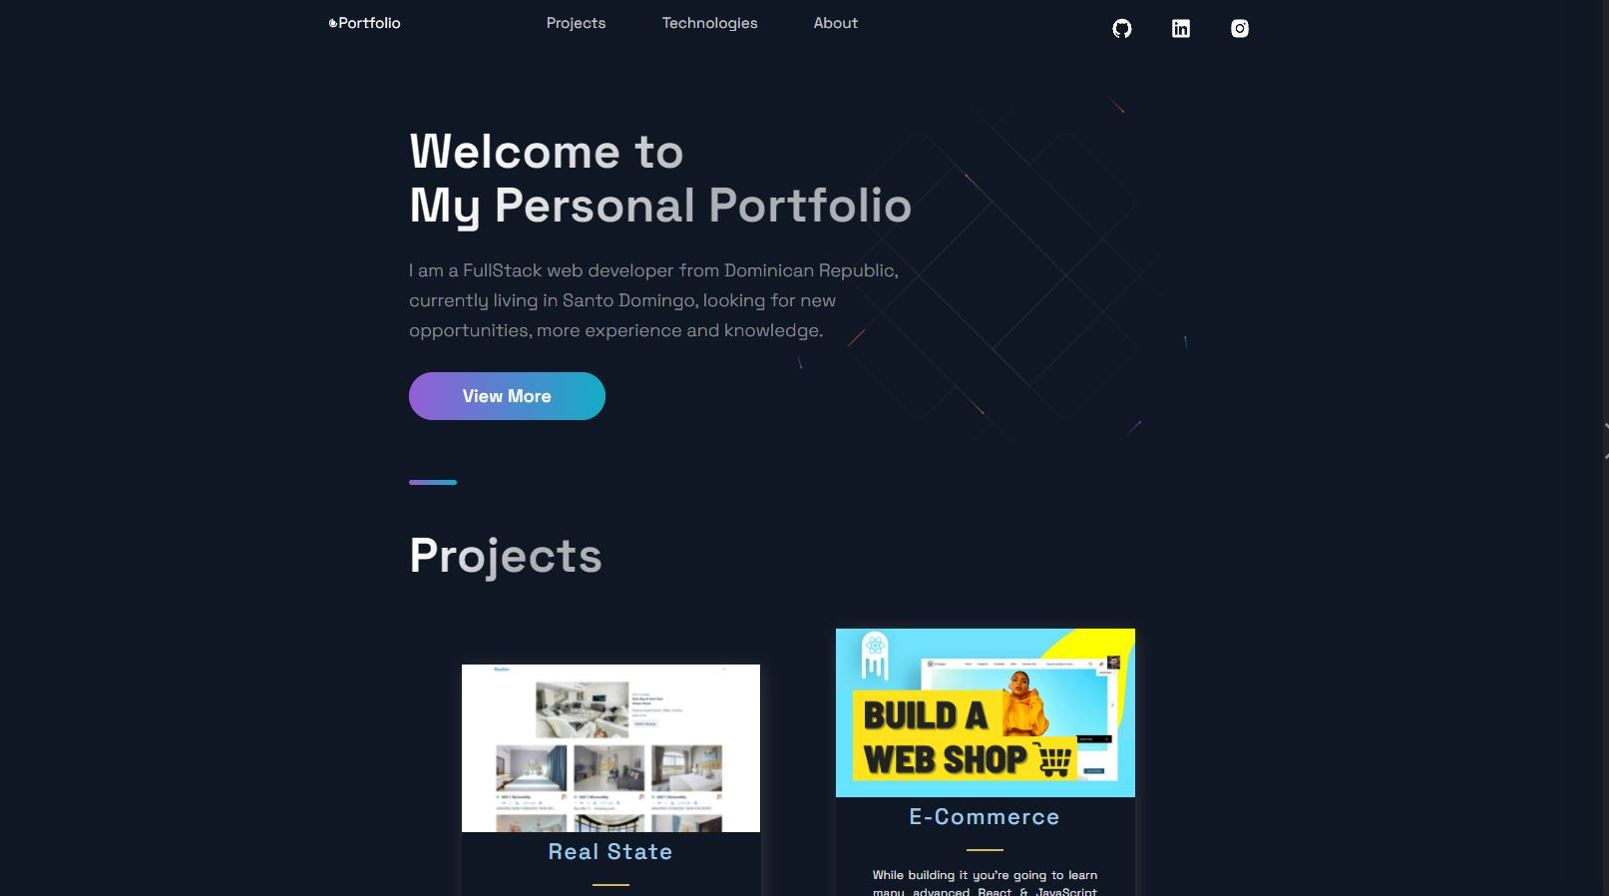 Portfolio
Projects
Technologies
About
Welcome to
My Personal Portfolio
I am a FullStack web developer from Dominican Republic,
currently living in Santo Domingo, looking for new
opportunities, more experience and knowledge.
View More
Projects
BUILD A
WEB SHOP
E-Commerce
Real State
While building it you're going to learn
many advanced React & JavaScript